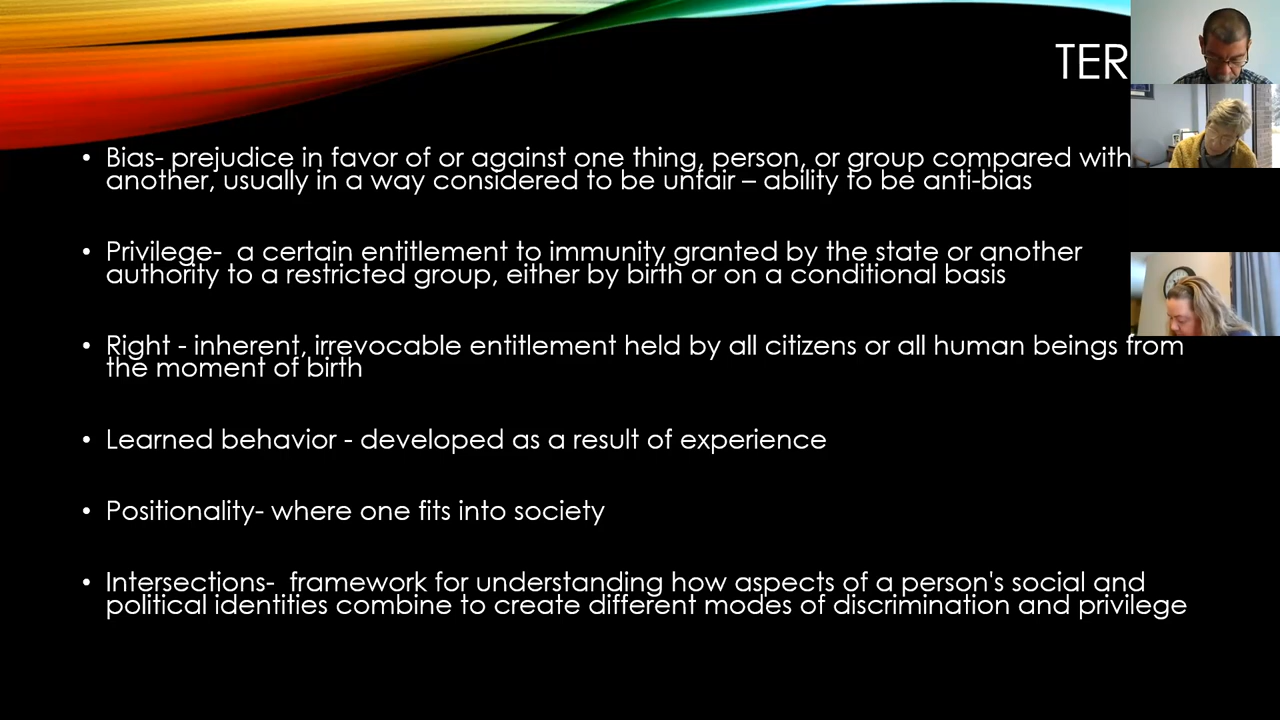 TER
• Bias- prejudice in favor of or against one thing, person, or group compared with
another, usually in a way considered to be unfair – ability to be anti-bias
• Privilege-  a certain entitlement to immunity granted by the state or another
authority to a restricted group, either by birth or on a conditional basis
• Right - inherent, irrevocable entitlement held by all citizens or all human beings from
the moment of birth
• Learned behavior - developed as a result of experience
• Positionality- where one fits into society
• Intersections-  framework for understanding how aspects of a person's social and
political identities combine to create different modes of discrimination and privilege